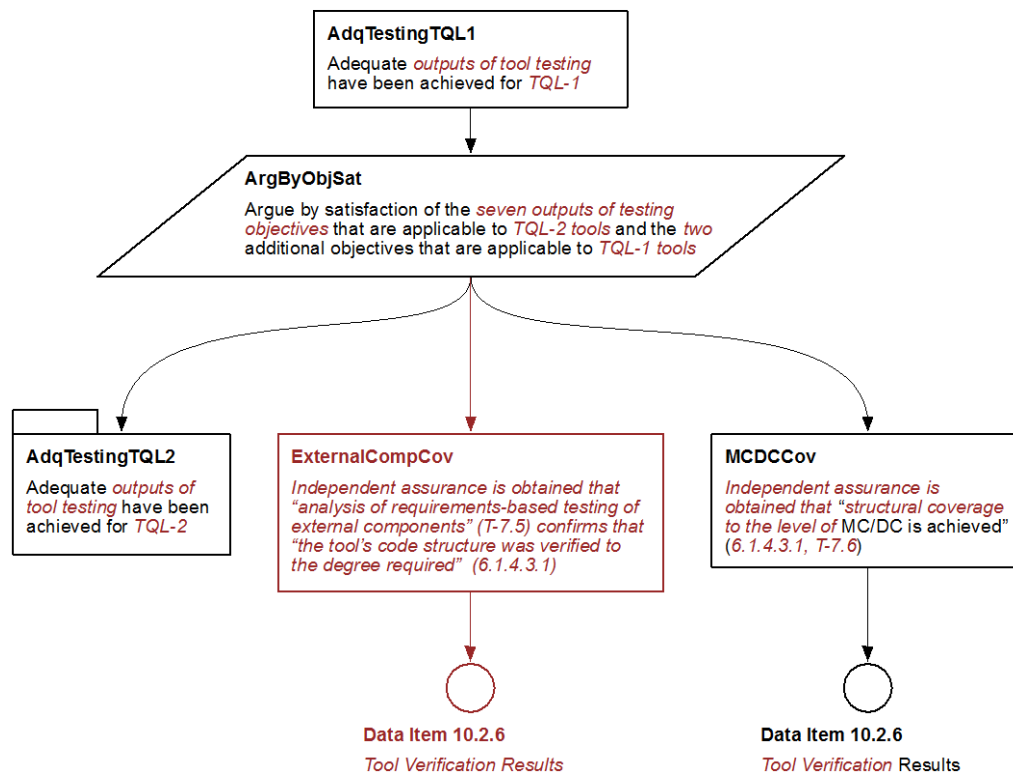 AdqTestingTQL1
Adequate outputs of tool testing
have been achieved for TQL-1
ArgByObjSat
Argue by satisfaction of the seven outputs of testing
objectives that are applicable to TQL-2 tools and the two
additional objectives that are applicable to TQL-1 tools
AdqTestingTQL2
Adequate outputs of
tool testing have been
achieved for TQL-2
ExternalCompCov
Independent assurance is obtained that
“analysis of requirements-based testing of
external components” (T-7.5) confirms that
“the tool’s code structure was verified to
the degree required”  (6.1.4.3.1)
MCDCCov
Independent assurance is
obtained that “structural coverage
to the level of MC/DC is achieved”
(6.1.4.3.1, T-7.6)
Data Item 10.2.6
Tool Verification Results
Data Item 10.2.6
Tool Verification Results